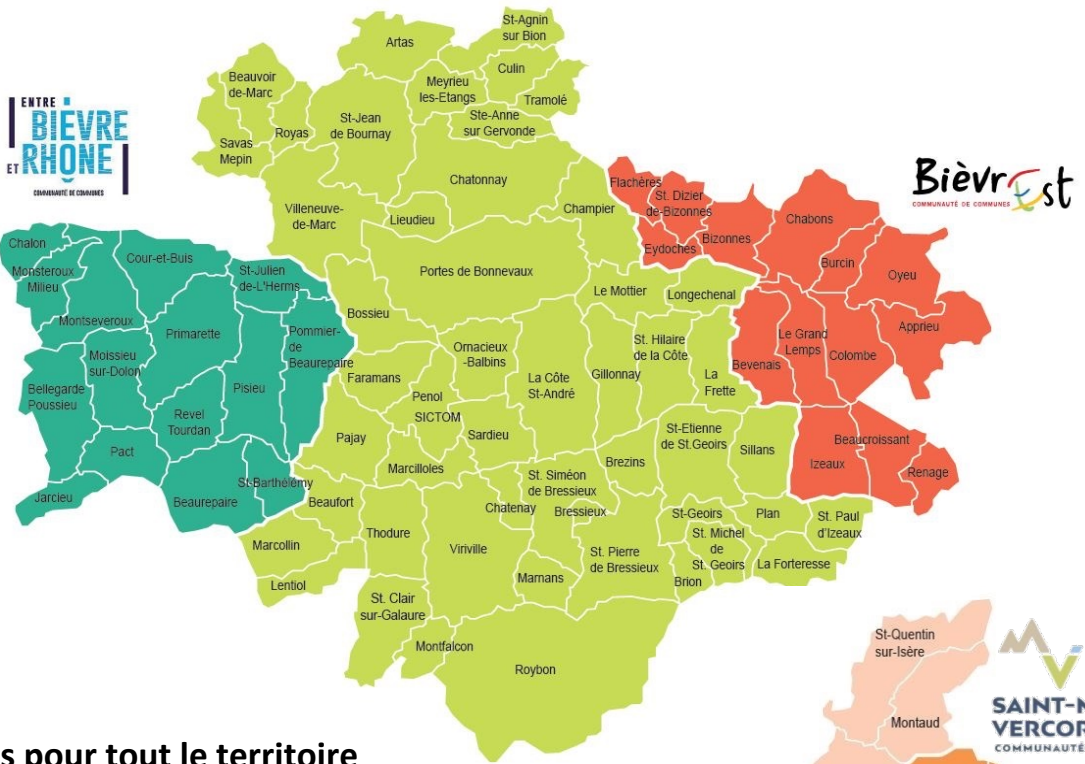 St-Agnin
sur Bion
Artas
Culin
Beauvoir
de-Marc
Meyrieu
les-Etangs
Tramolé
ENTRE
BIÈVRE
ET RHÔNE
COMMUNAUTÉ DE COMMUNES
St-Jean
de Bournay
Ste-Anne
sur Gervonde
Royas
Savas
Mepin
Chatonnay
Bièvr Est
COMMUNAUTÉ DE COMMUNES
Flachères
St. Dizier
de-Bizonnes
Villeneuve-
de-Marc
Lieudieu
Champier
Chabons
Bizonnes
Eydoches
Burcin
Oyeu
Chalon
Cour-et-Buis
Monsteroux
Milieu
St-Julien
de-L'Herms
Portes de Bonnevaux
Le Mottier
Longechenal
Bossieu
Montseveroux
Primarette
Pommier-
de
Beaurepaire
Apprieu
Le Grand
Lemps
Colombe
Bevenais
Ornacieux
-Balbins
St. Hilaire
de la Côte
Moissieu
sur-Dolon
Faramans
La Côte
St-André
Gillonnay
La
Frette
Bellegarde
Poussieu
Pisieu
Penol
SICTOM
Revel
Tourdan
Pajay
Sardieu
St-Etienne
de St.Geoirs
Sillans
Beaucroissant
Pact
Marcilloles
Brezins
Izeaux
Renage
St-Barthélemy
St. Siméon
de Bressieux
Jarcieu
Beaurepaire
Beaufort
Chatenay
Bressieux
St-Geoirs
Plan
St. Paul
d'Izeaux
Thodure
Marcollin
Viriville
St. Pierre
de Bressieux
St. Michel
de
St. Geoirs
La Forteresse
Lentiol
Marnans
Brion
St. Clair
sur-Galaure
Montfalcon
Roybon
St-Quentin
sur-Isère
Montaud
SAINT-M
VERCOR
COMMUNAUTÉ
s pour tout le territoire